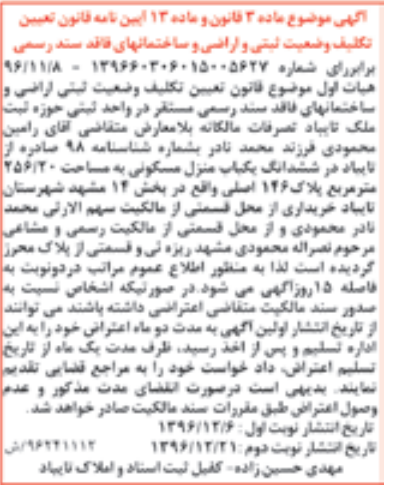 آگهی موضوع ماده ۳ قانون و ماده ۱۳ آیین نامه قانون تعیین
تکلیف وضعیت ثبتی و اراضی و ساختمانهای فاقد سند رسمی
برابر رای شماره ۱۳۹۶۶۰۳۰۶۰۱۵۰۰۰۵۶۲۷ - ۹۶/۱۱/۸
هیات اول موضوع قانون تعیین تکلیف وضعیت ثبتی اراضی و
ساختمانهای فاقد سند رسمی مستقر در واحد ثبتی حوزه ثبت
ملک تایباد تصرفات مالکانه بلامعارض متقاضی آقای رامین
محمودی فرزند محمد نادر بشماره شناسنامه ۹۸ صادره از
تایباد در ششدانگ یکباب منزل مسکونی به مساحت ۲۵۶/۲۰
مترمربع پلاک ۱۴۶ اصلی واقع در بخش ۱۴ مشهد شهرستان
تایباد خریداری از محل قسمتی از مالکیت سهم الارثی محمد
نادر محمودی و از محل قسمتی از مالکیت رسمی و مشاعی
مرحوم نصراله محمودی مشهد ریزه ئی و قسمتی از پلاک محرز
گردیده است لذا به منظور اطلاع عموم مراتب در دونوبت به
فاصله ۱۵ روز آگهی می شود. در صورتیکه اشخاص نسبت به
صدور سند مالکیت متقاضی اعتراضی داشته باشند می توانند
از تاریخ انتشار اولین آگهی به مدت دو ماه اعتراض خود را به این
اداره تسلیم و پس از اخذ رسید، ظرف مدت یک ماه از تاریخ
تسلیم اعتراض، داد خواست خود را به مراجع قضایی تقدیم
نمایند. بدیهی است درصورت انقضای مدت مذکور و عدم
وصول اعتراض طبق مقررات سند مالکیت صادر خواهد شد.
تاریخ انتشار نوبت اول : ۱۳۹۶/۱۲/۶
تاریخ انتشار نوبت دوم : ۱۳۹۶/۱۲/۲۱ ۹۶۲۴۱۱۱۲/ش
مهدی حسین زاده - کفیل ثبت اسناد و املاک تایباد